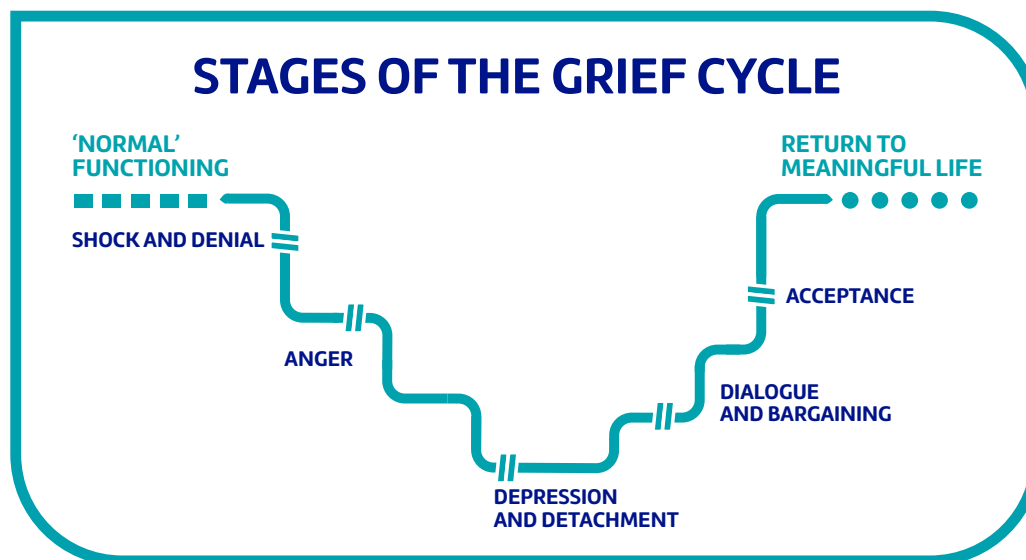 STAGES OF THE GRIEF CYCLE
‘NORMAL’
FUNCTIONING
RETURN TO
MEANINGFUL LIFE
SHOCK AND DENIAL
ANGER
DEPRESSION
AND DETACHMENT
DIALOGUE
AND BARGAINING
ACCEPTANCE